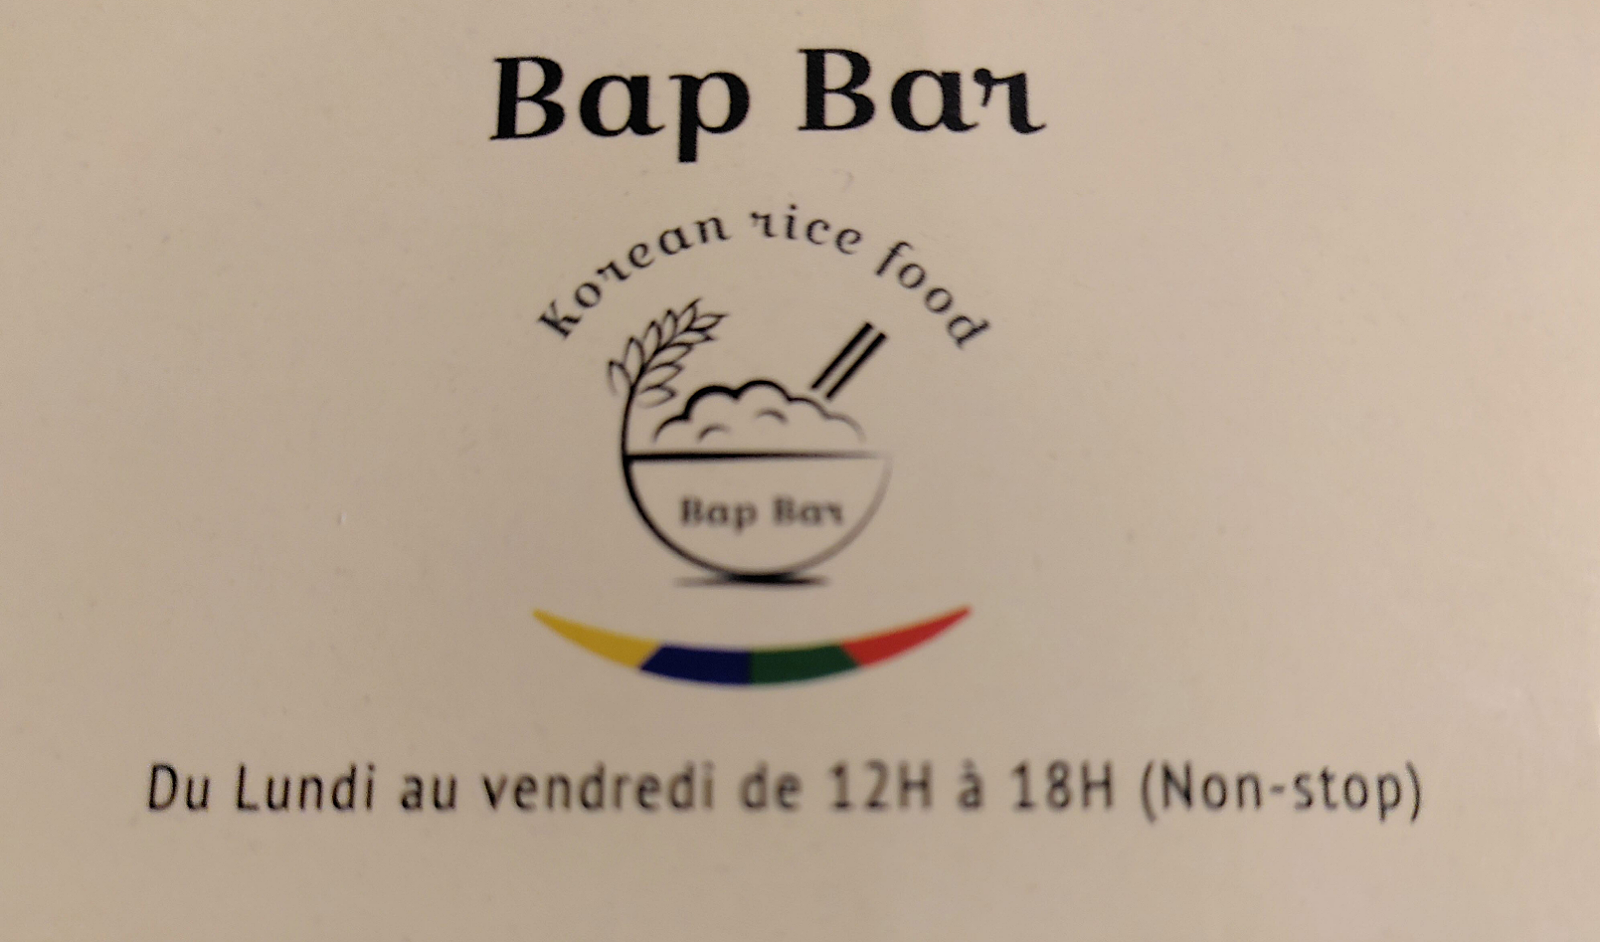 Bap Bar
Korean rice food
Bap Bar
Du Lundi au vendredi de 12H à 18H (Non-stop)